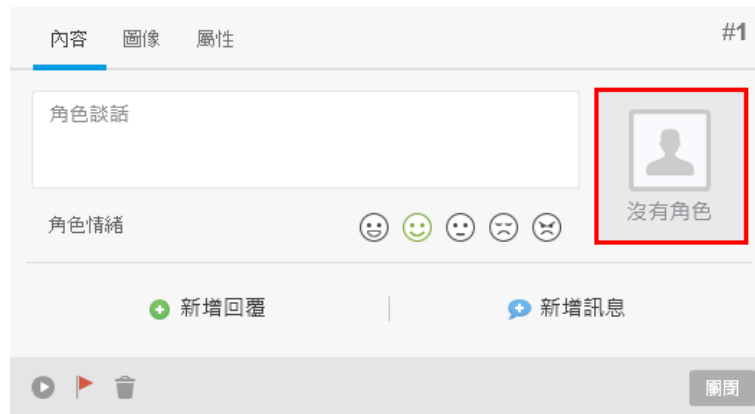 內容 圖像 屬性 #1
角色談話
沒有角色
角色情緒
新增回覆 新增訊息
關閉